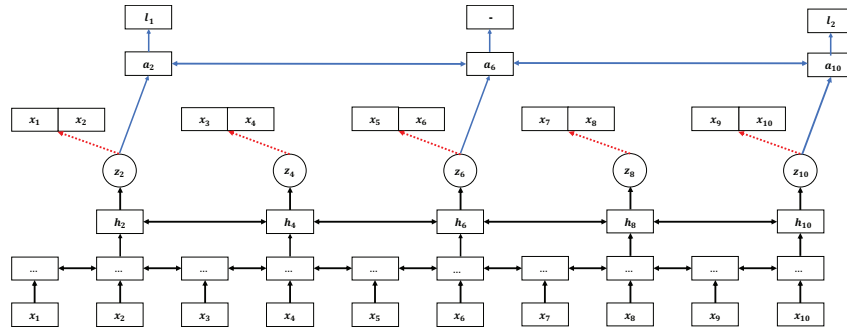 l₁ - l₂
a₂ a₆ a₁₀
x₁ x₂ x₃ x₄ x₅ x₆ x₇ x₈ x₉ x₁₀
z₂ z₄ z₆ z₈ z₁₀
h₂ h₄ h₆ h₈ h₁₀
... ... ... ... ... ... ... ... ... ...
x₁ x₂ x₃ x₄ x₅ x₆ x₇ x₈ x₉ x₁₀